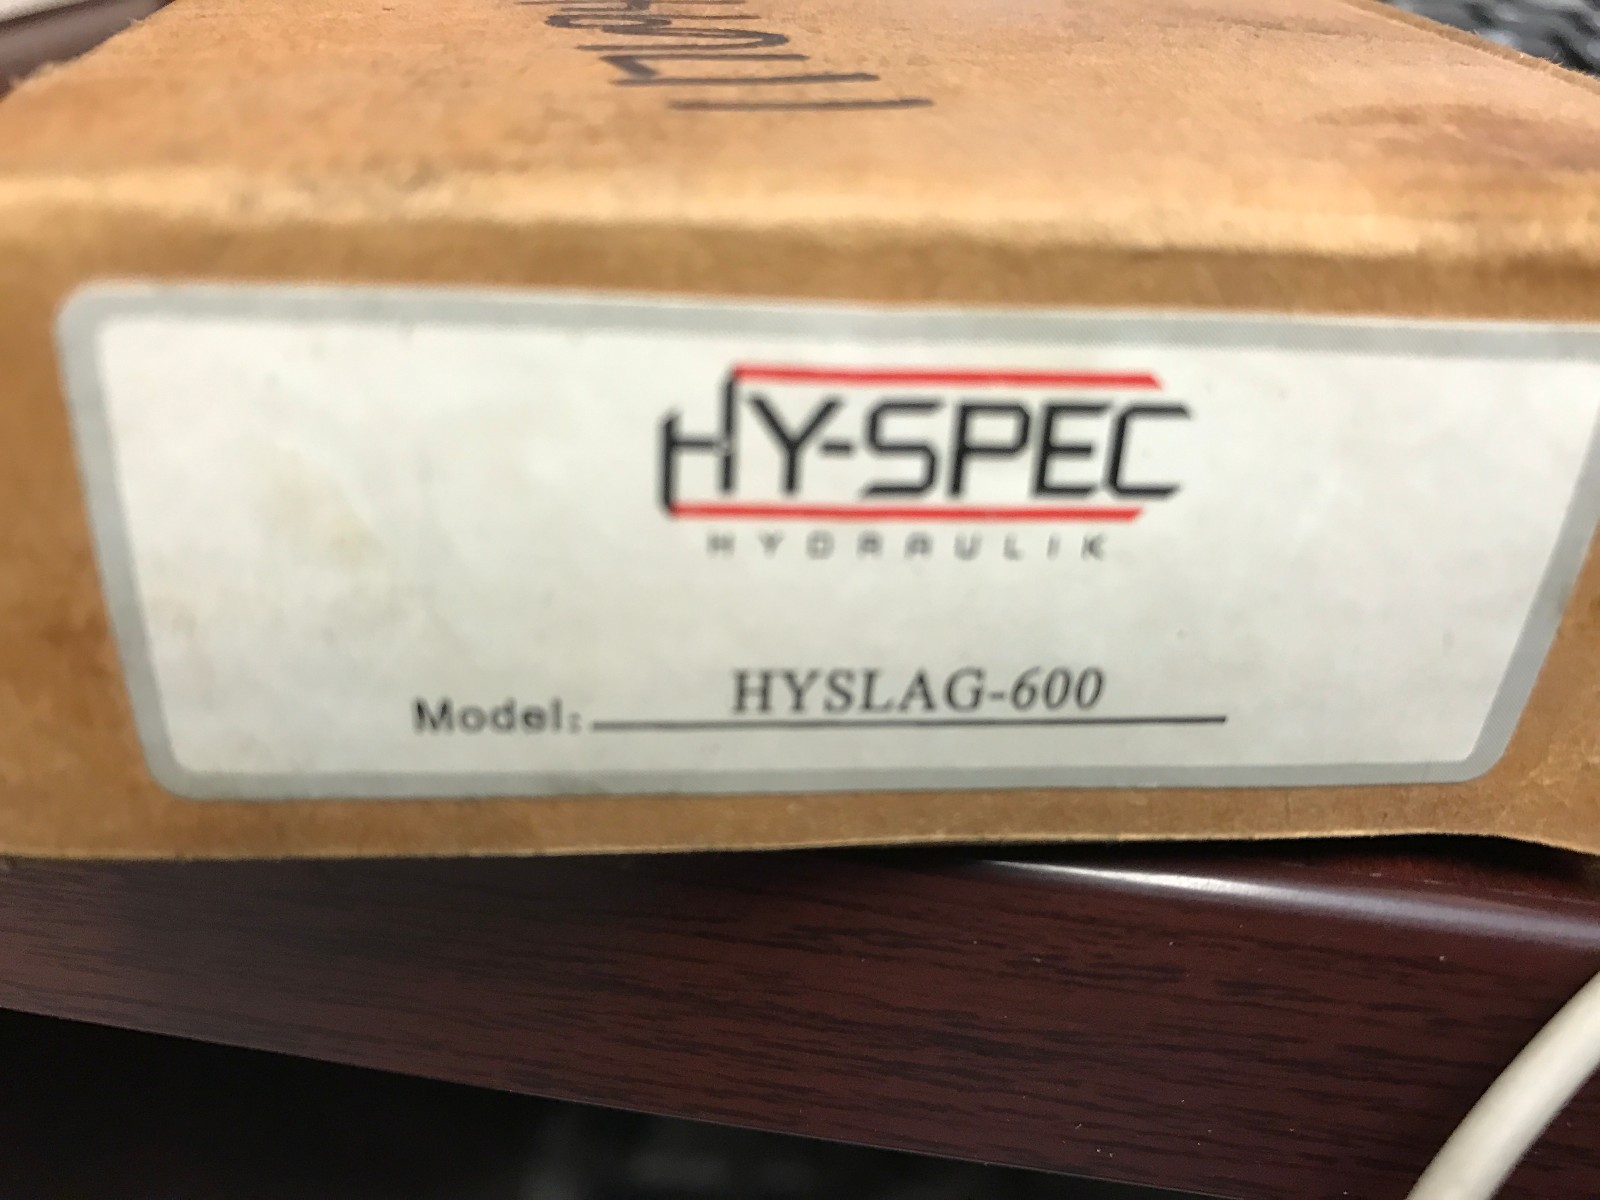 HY-SPEC
HYDRAULIK
Model: HYSLAG-600